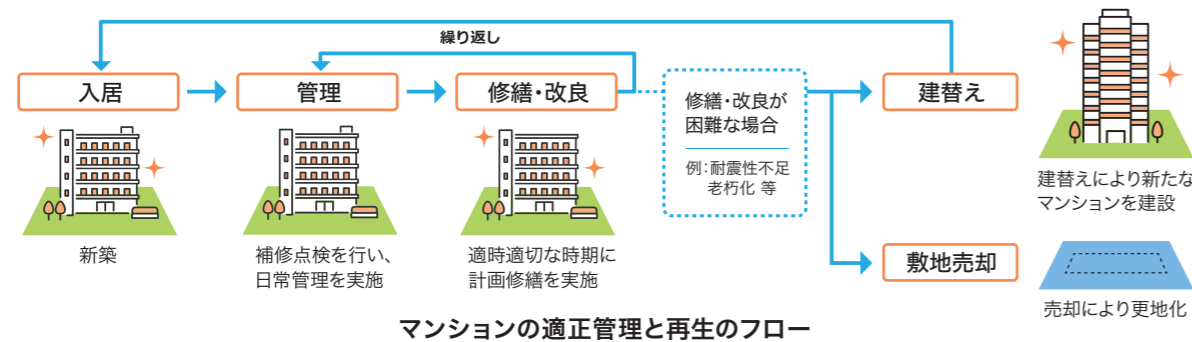 繰り返し
入居
管理
修繕・改良
修繕・改良が
困難な場合
例：耐震性不足
老朽化 等
建替え
新築
補修点検を行い、
日常管理を実施
適時適切な時期に
計画修繕を実施
建替えにより新たな
マンションを建設
敷地売却
売却により更地化
マンションの適正管理と再生のフロー